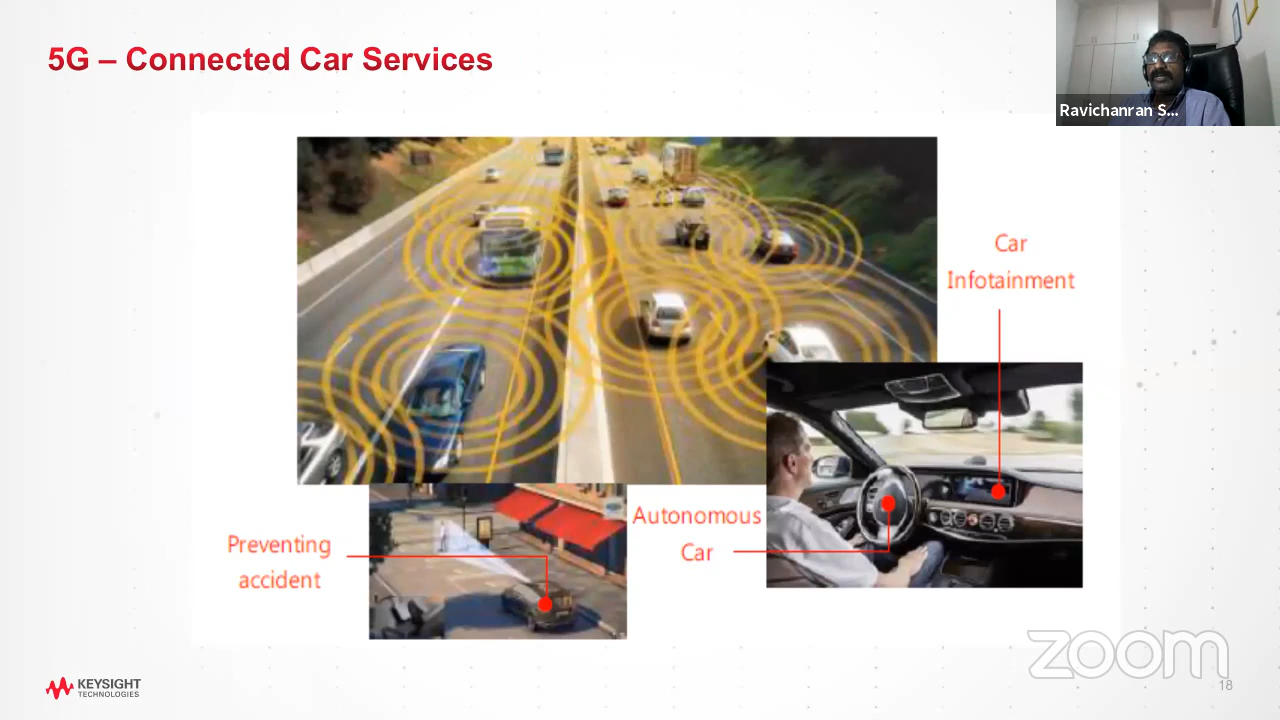 5G – Connected Car Services
Ravichanran S...
Car
Infotainment
Autonomous
Car
Preventing
accident
zoom
KEYSIGHT
TECHNOLOGIES
18